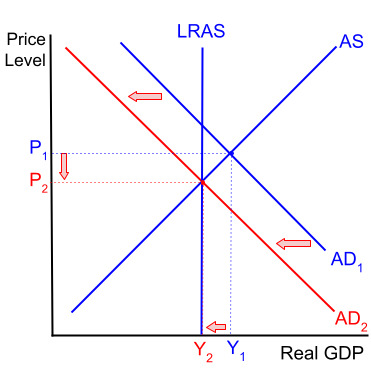 Price
Level
LRAS
AS
P1
P2
AD1
AD2
Y2
Y1
Real GDP